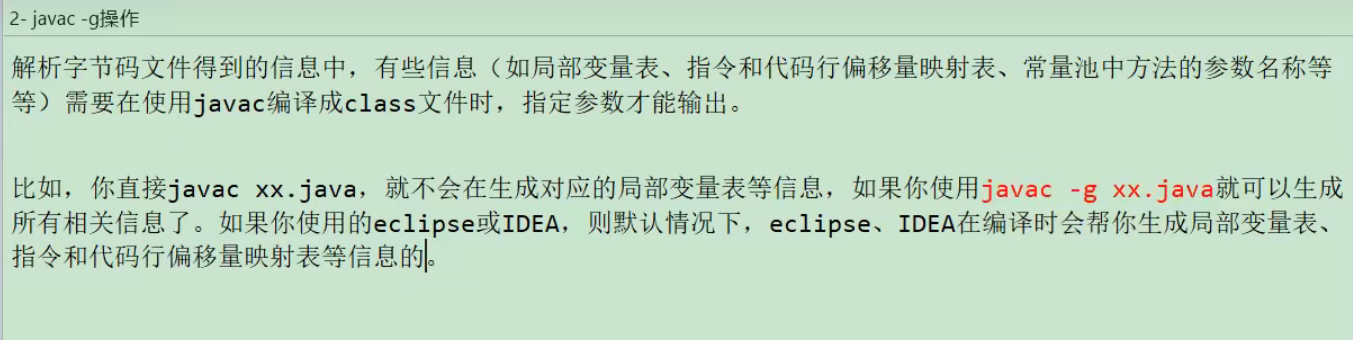 2- javac -g操作
解析字节码文件得到的信息中，有些信息（如局部变量表、指令和代码行偏移量映射表、常量池中方法的参数名称等
等）需要在使用javac编译成class文件时，指定参数才能输出。
比如，你直接javac xx.java，就不会在生成对应的局部变量表等信息，如果你使用javac -g xx.java就可以生成
所有相关信息了。如果你使用的eclipse或IDEA，则默认情况下，eclipse、IDEA在编译时会帮你生成局部变量表、
指令和代码行偏移量映射表等信息的。